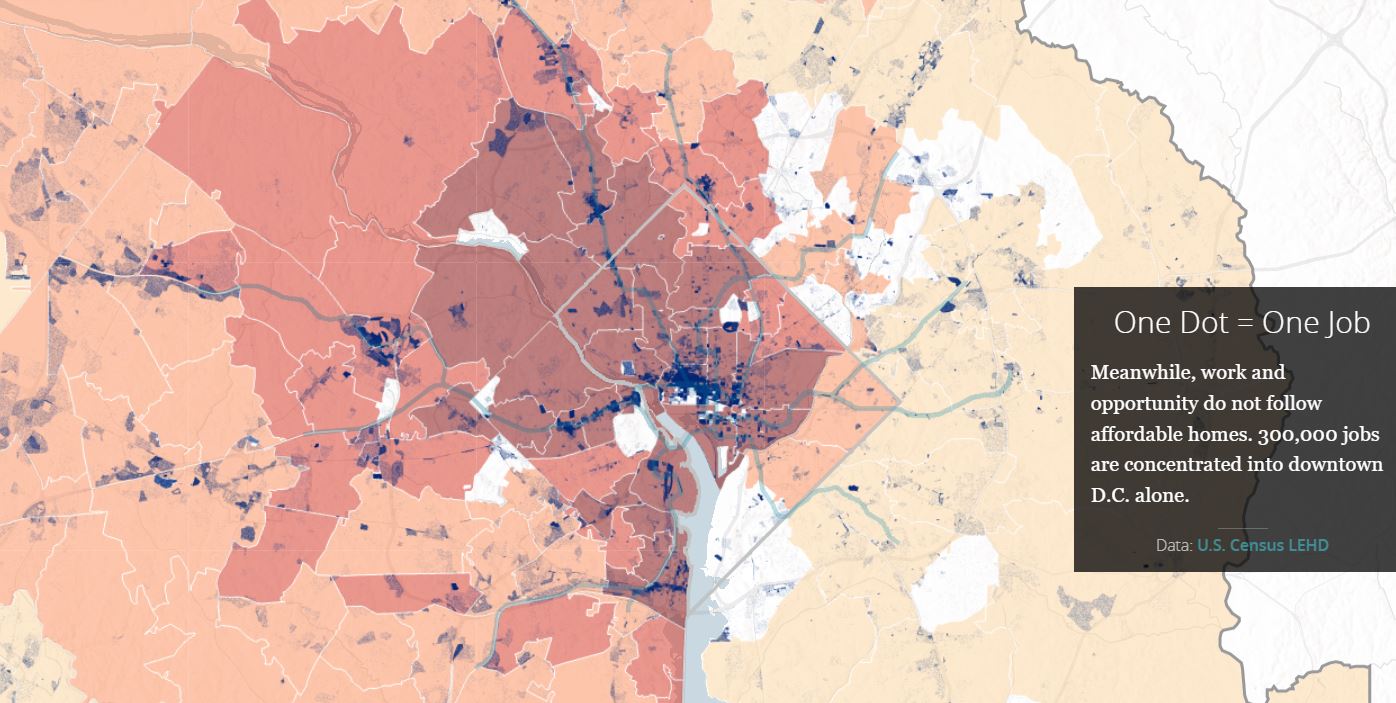 One Dot = One Job
Meanwhile, work and
opportunity do not follow
affordable homes. 300,000 jobs
are concentrated into downtown
D.C. alone.
Data: U.S. Census LEHD